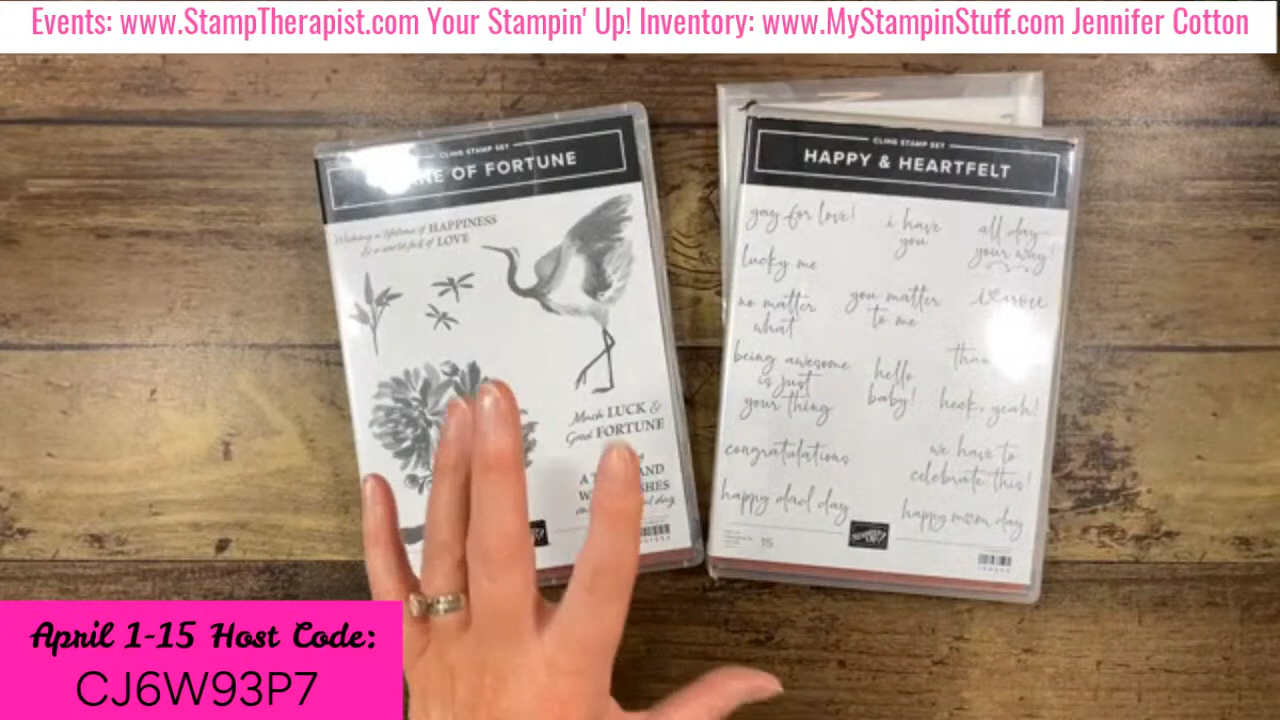 Events: www.StampTherapist.com Your Stampin' Up! Inventory: www.MyStampinStuff.com Jennifer Cotton
CLING STAMP SET
OF FORTUNE
Wishing a lifetime of HAPPINESS
& a world full of LOVE
Much LUCK &
Good FORTUNE
CLING STAMP SET
HAPPY & HEARTFELT
yay for love!
i have
you
all day
your way!
lucky me
no matter
what
you matter
to me
being awesome
is just
your thing
hello
baby!
heck, yeah!
congratulations
we have to
celebrate this!
happy dad day
happy mom day
15
April 1-15 Host Code:
CJ6W93P7